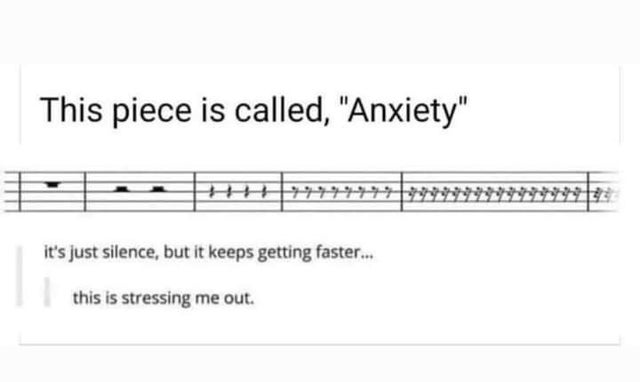 This piece is called, "Anxiety"
it's just silence, but it keeps getting faster...
this is stressing me out.